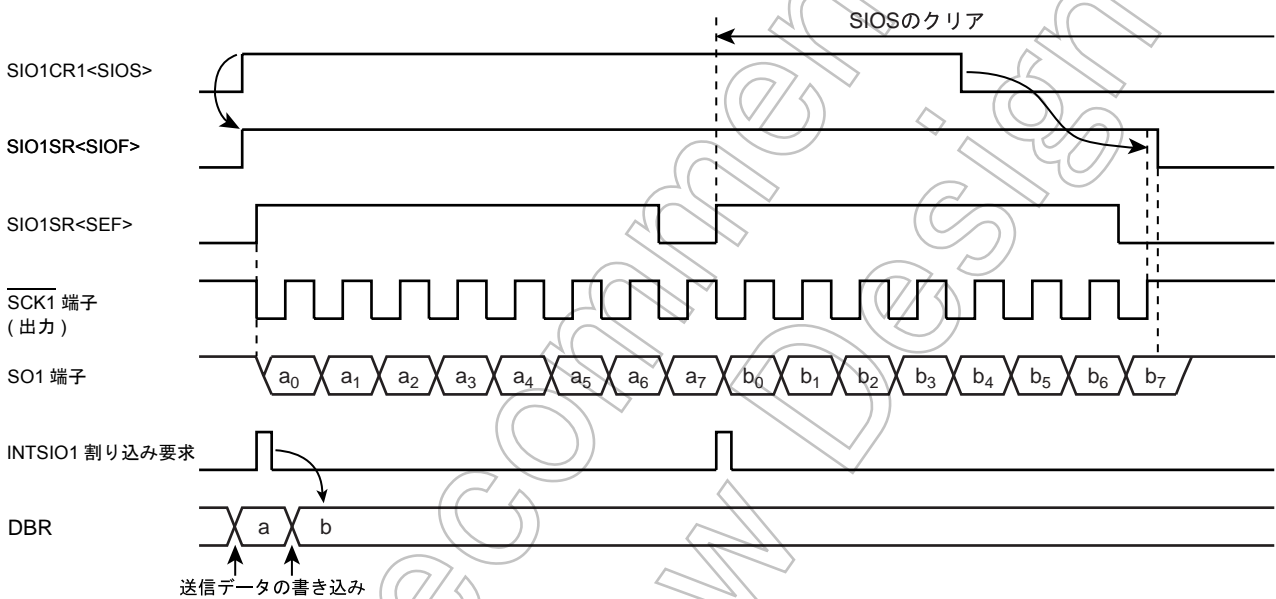 SIOSのクリア
SIO1CR1<SIOS>
SIO1SR<SIOF>
SIO1SR<SEF>
SCK1 端子
( 出力 )
SO1 端子
a0 a1 a2 a3 a4 a5 a6 a7 b0 b1 b2 b3 b4 b5 b6 b7
INTSIO1 割り込み要求
DBR
a b
送信データの書き込み